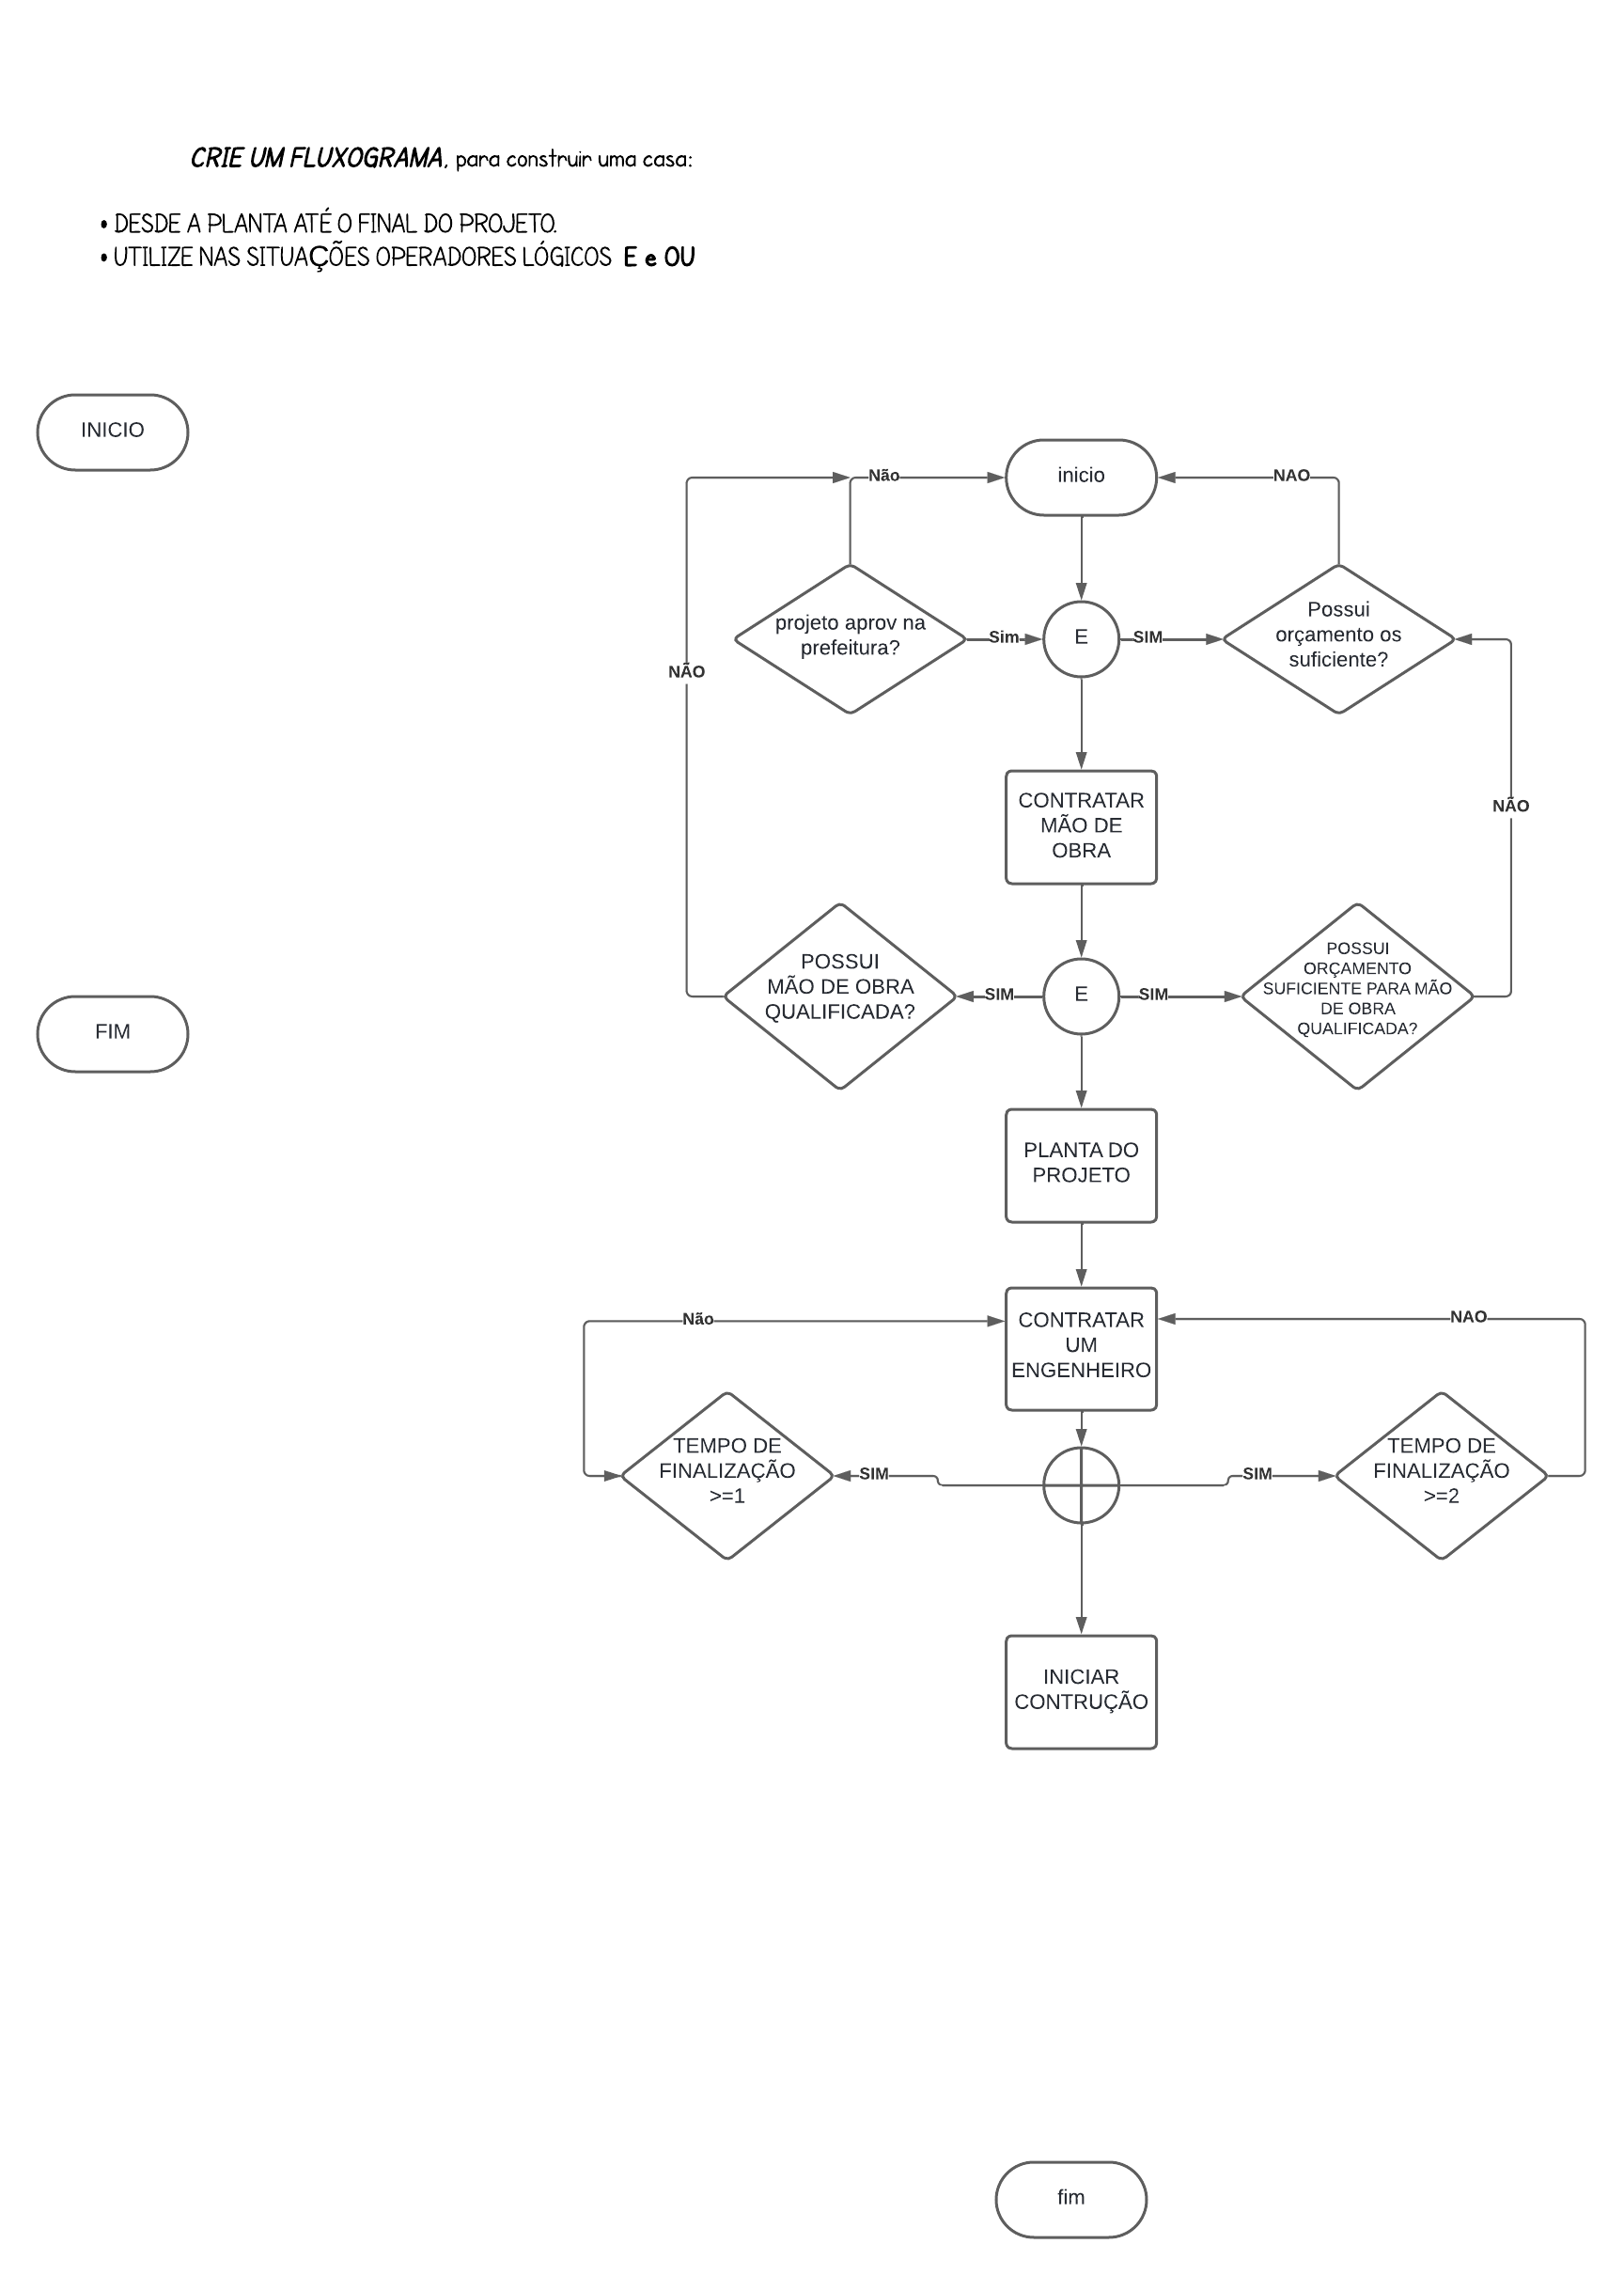 CRIE UM FLUXOGRAMA, para construir uma casa:
• DESDE A PLANTA ATÉ O FINAL DO PROJETO.
• UTILIZE NAS SITUAÇÕES OPERADORES LÓGICOS E e OU
INICIO
inicio
Não
NAO
projeto aprov na
prefeitura?
Sim
E
SIM
Possui
orçamento os
suficiente?
NÃO
CONTRATAR
MÃO DE
OBRA
NÃO
POSSUI
MÃO DE OBRA
QUALIFICADA?
SIM
E
SIM
POSSUI
ORÇAMENTO
SUFICIENTE PARA MÃO
DE OBRA
QUALIFICADA?
FIM
PLANTA DO
PROJETO
Não
CONTRATAR
UM
ENGENHEIRO
NAO
TEMPO DE
FINALIZAÇÃO
>=1
SIM
SIM
TEMPO DE
FINALIZAÇÃO
>=2
INICIAR
CONTRUÇÃO
fim